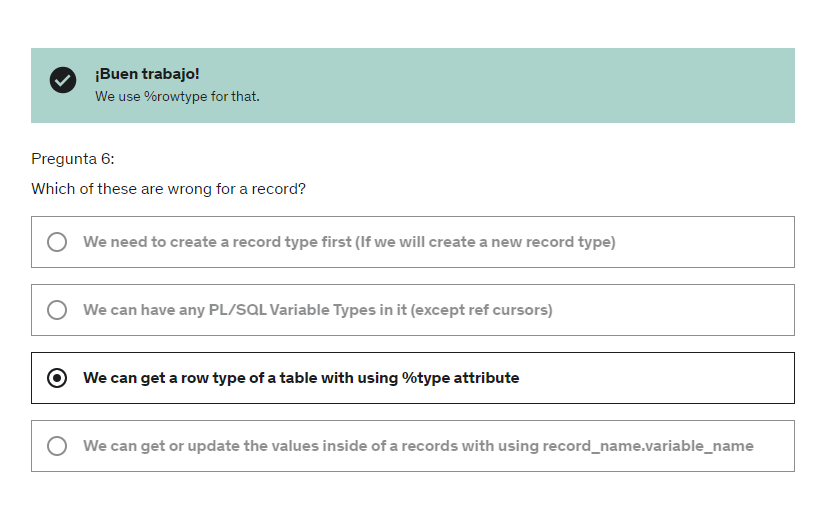 ¡Buen trabajo!
We use %rowtype for that.
Pregunta 6:
Which of these are wrong for a record?
We need to create a record type first (If we will create a new record type)
We can have any PL/SQL Variable Types in it (except ref cursors)
We can get a row type of a table with using %type attribute
We can get or update the values inside of a records with using record_name.variable_name